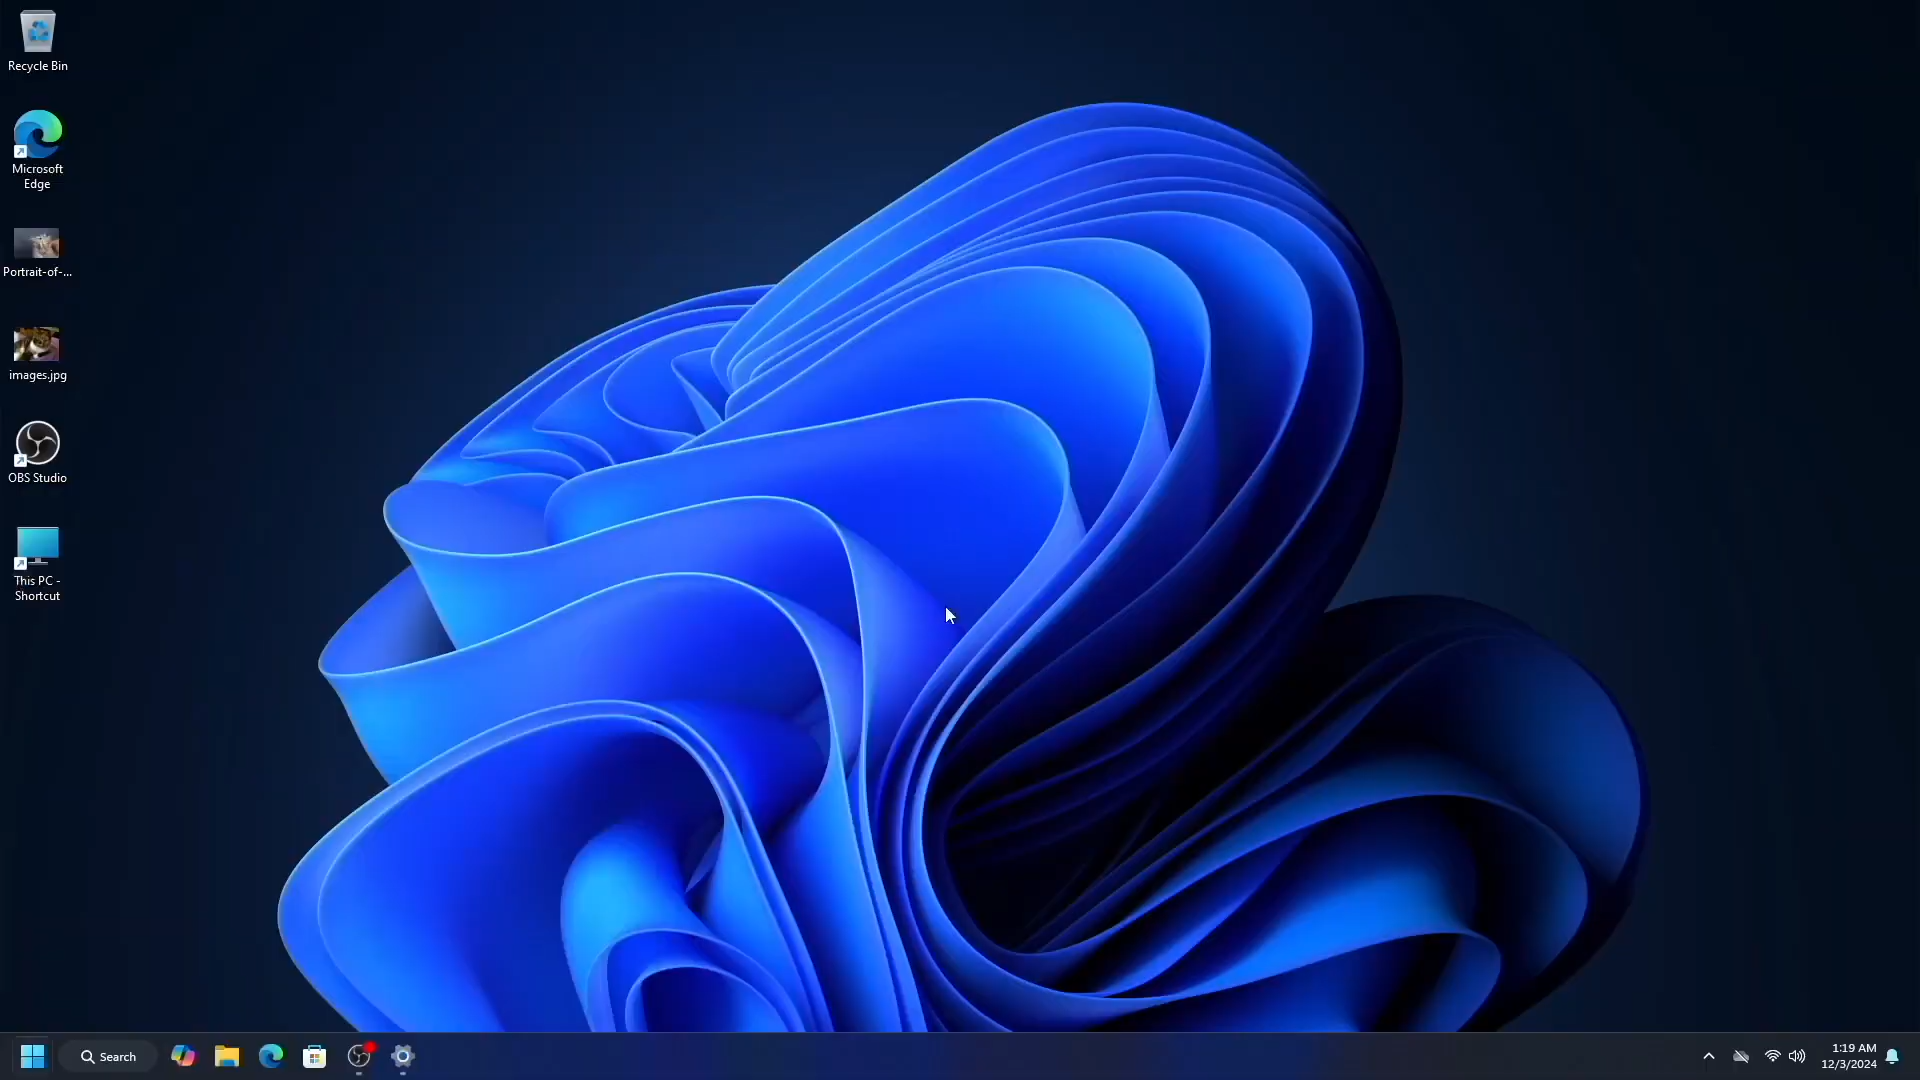 Recycle Bin
Microsoft
Edge
Portrait-of-...
images.jpg
OBS Studio
This PC -
Shortcut
Search
1:19 AM
12/3/2024